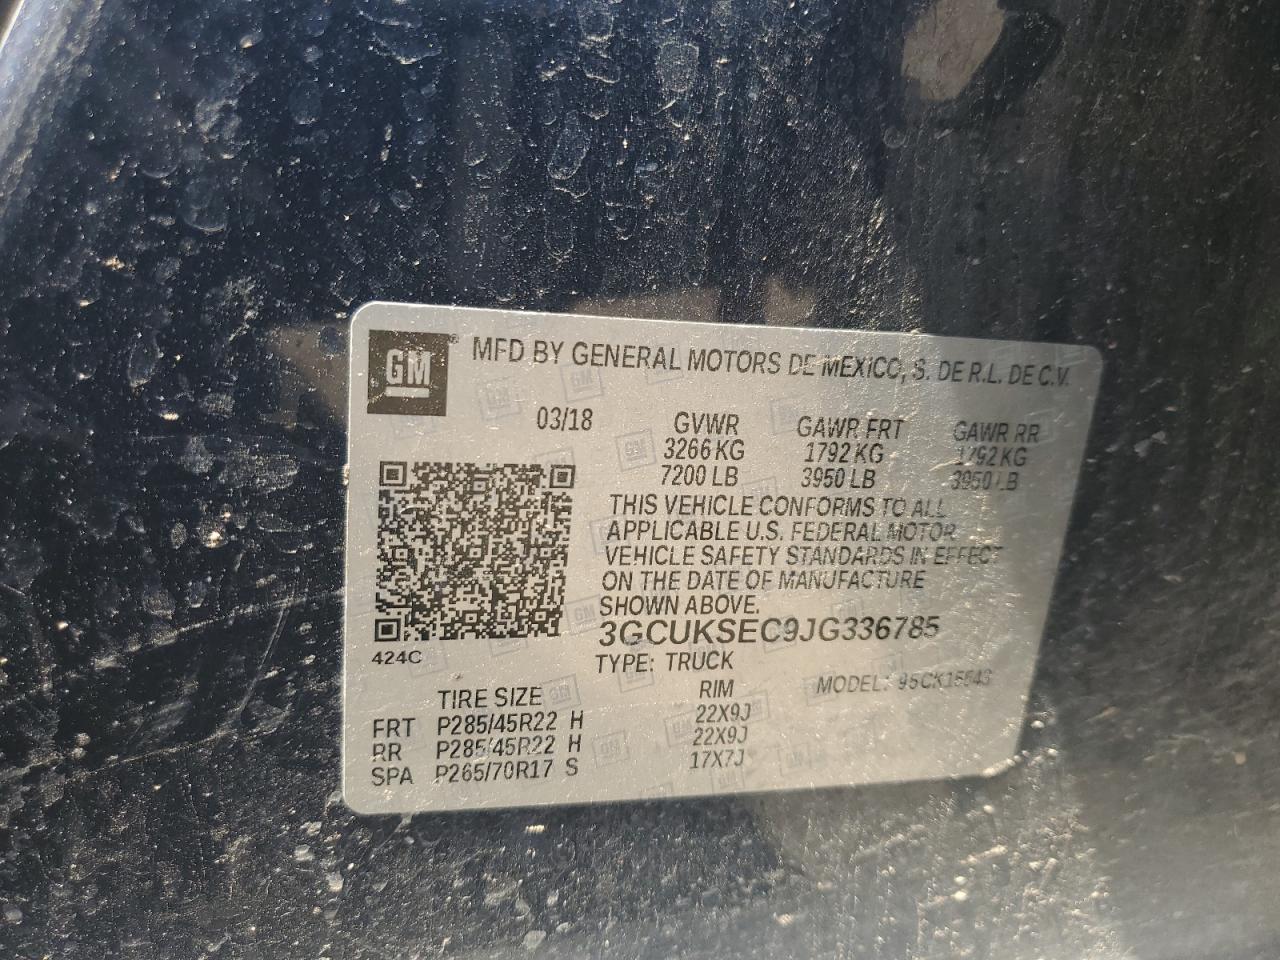 GM
MFD BY GENERAL MOTORS DE MEXICO, S. DE R.L. DE C.V.
03/18 GVWR GAWR FRT GAWR RR
3266 KG 1792 KG 1792 KG
7200 LB 3950 LB 3950 LB
THIS VEHICLE CONFORMS TO ALL
APPLICABLE U.S. FEDERAL MOTOR
VEHICLE SAFETY STANDARDS IN EFFECT
ON THE DATE OF MANUFACTURE
SHOWN ABOVE.
3GCUKSEC9JG336785
424C
TYPE: TRUCK
MODEL:
TIRE SIZE RIM
FRT P285/45R22 H 22X9J
RR P285/45R22 H 22X9J
SPA P265/70R17 S 17X7J